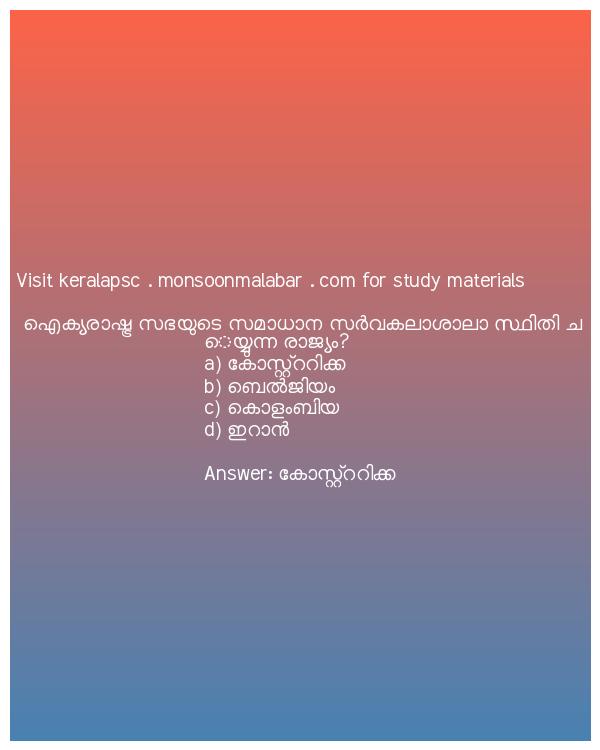 Visit keralapsc . monsoonmalabar . com for study materials
ഐക്യരാഷ്ട്ര സഭയുടെ സമാധാന സർവകലാശാലാ സ്ഥിതി ച
െയ്യുന്ന രാജ്യം?
a) കോസ്റ്റ്ററിക്ക
b) ബെൽജിയം
c) കൊളംബിയ
d) ഇറാൻ
Answer: കോസ്റ്റ്ററിക്ക